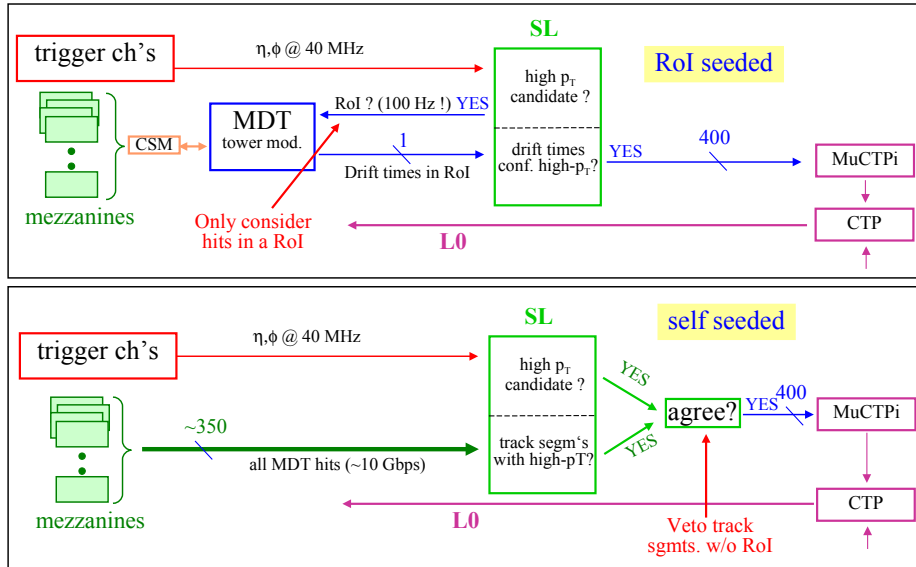 SL
trigger ch's
η,ϕ @ 40 MHz
RoI seeded
high pT
candidate ?
RoI ? (100 Hz !) YES
MDT
tower mod.
CSM
1
drift times
conf. high-pT?
YES
400
Drift times in RoI
MuCTPi
mezzanines
Only consider
hits in a RoI
L0
CTP
SL
self seeded
trigger ch's
η,ϕ @ 40 MHz
high pT
candidate ?
YES
agree?
YES
400
MuCTPi
~350
all MDT hits (~10 Gbps)
track segm‘s
with high-pT?
YES
mezzanines
L0
CTP
Veto track
sgmts. w/o RoI